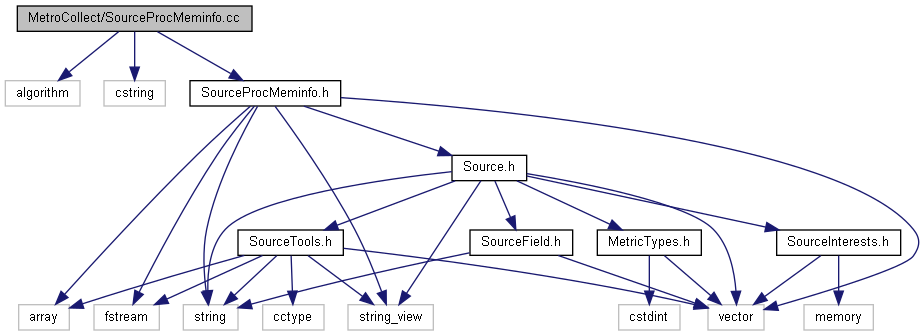 MetroCollect/SourceProcMeminfo.cc
algorithm
cstring
SourceProcMeminfo.h
Source.h
SourceTools.h
SourceField.h
MetricTypes.h
SourceInterests.h
array
fstream
string
cctype
string_view
cstdint
vector
memory